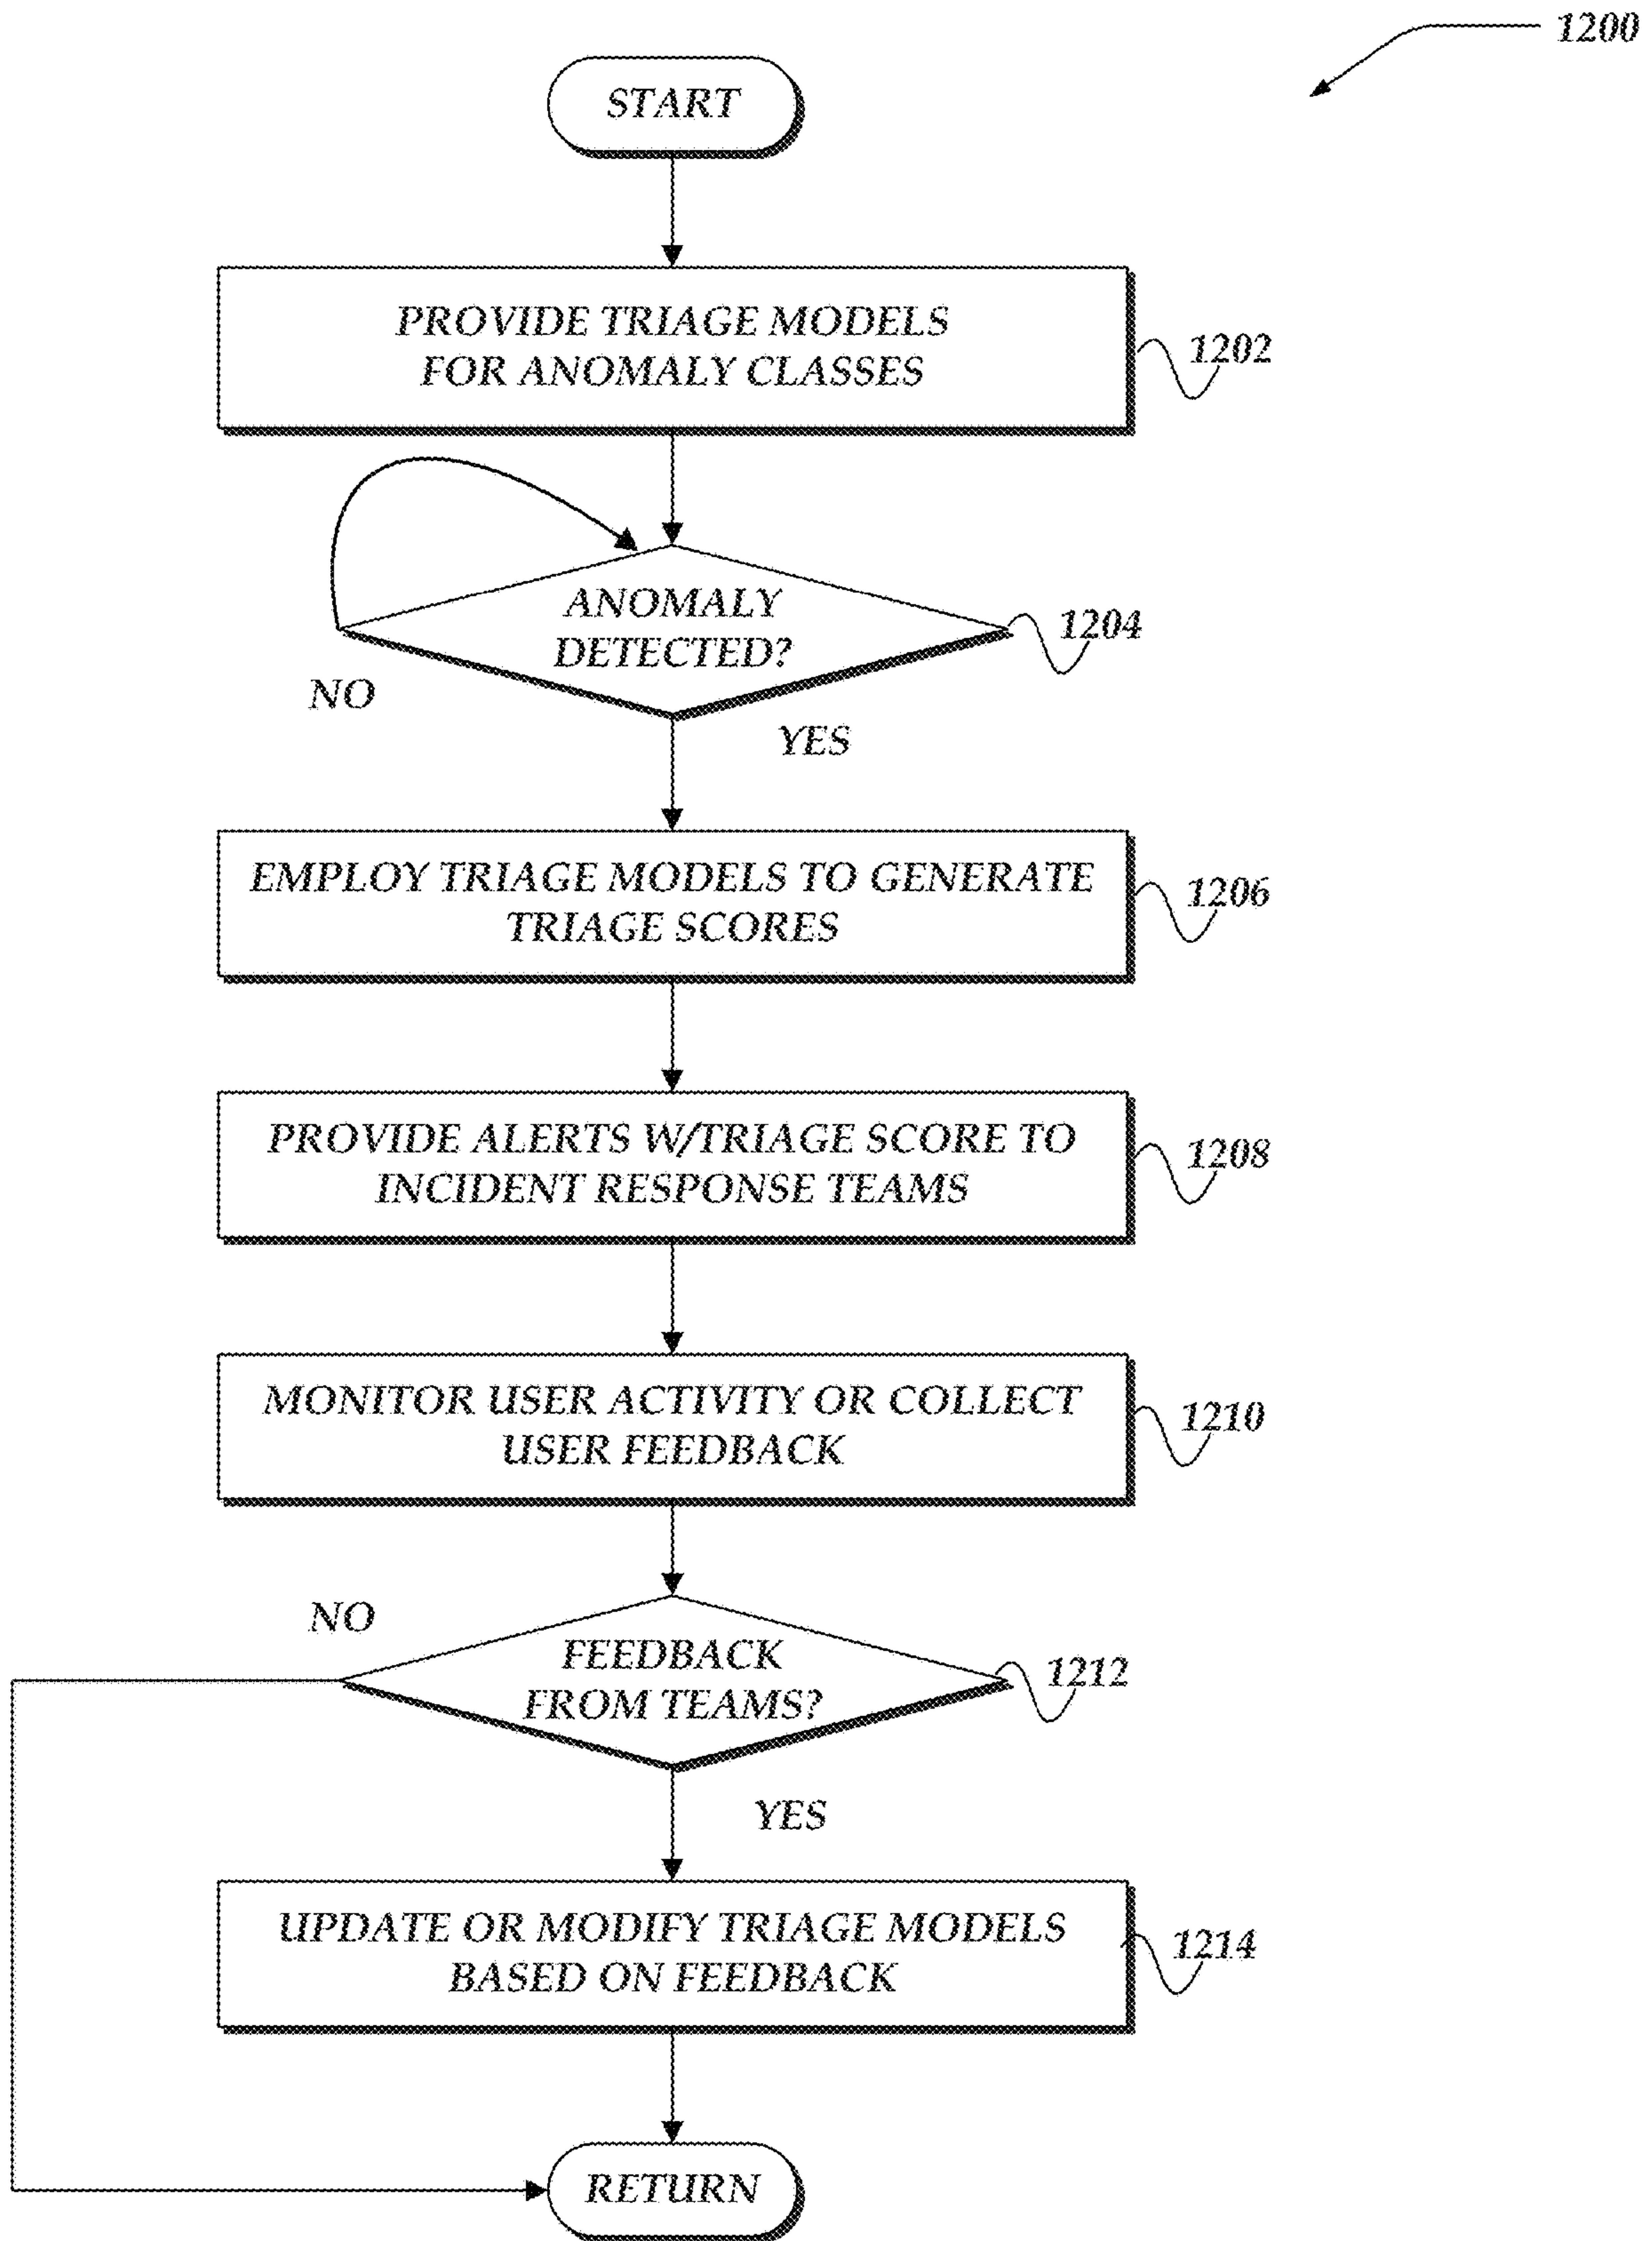 1200
START
PROVIDE TRIAGE MODELS
FOR ANOMALY CLASSES
1202
ANOMALY
DETECTED?
1204
NO
YES
EMPLOY TRIAGE MODELS TO GENERATE
TRIAGE SCORES
1206
PROVIDE ALERTS W/TRIAGE SCORE TO
INCIDENT RESPONSE TEAMS
1208
MONITOR USER ACTIVITY OR COLLECT
USER FEEDBACK
1210
NO
FEEDBACK
FROM TEAMS?
1212
YES
UPDATE OR MODIFY TRIAGE MODELS
BASED ON FEEDBACK
1214
RETURN